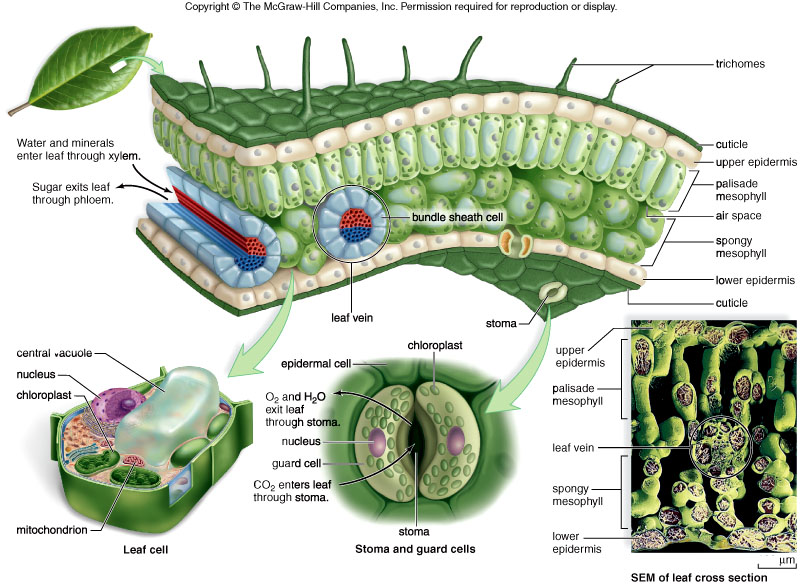 Copyright © The McGraw-Hill Companies, Inc. Permission required for reproduction or display.
trichomes
Water and minerals
enter leaf through xylem.
Sugar exits leaf
through phloem.
cuticle
upper epidermis
palisade
mesophyll
air space
bundle sheath cell
spongy
mesophyll
lower epidermis
cuticle
leaf vein
stoma
central vacuole
nucleus
chloroplast
mitochondrion
Leaf cell
chloroplast
epidermal cell
O2 and H2O
exit leaf
through stoma.
nucleus
guard cell
CO2 enters leaf
through stoma.
stoma
Stoma and guard cells
upper
epidermis
palisade
mesophyll
leaf vein
spongy
mesophyll
lower
epidermis
µm
SEM of leaf cross section